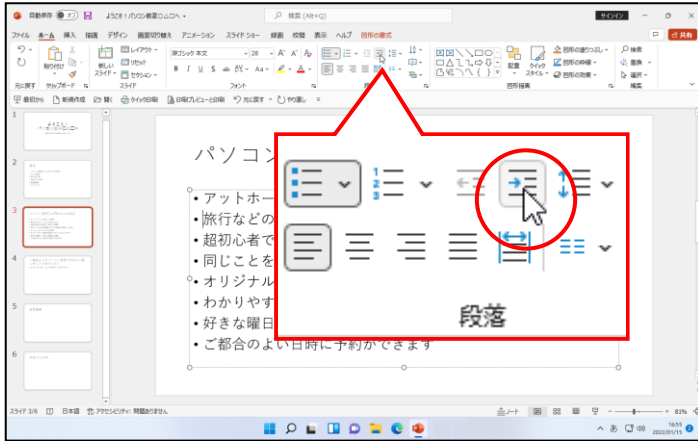 自動保存 オフ ようこそ！パソコン教室〇△□へ 検索 (Alt+Q) サインイン
ファイル ホーム 挿入 描画 デザイン 画面切り替え アニメーション スライド ショー 録画 校閲 表示 ヘルプ 図形の書式 共有
貼り付け 新しいスライド レイアウト リセット セクション 游ゴシック 本文 28 配置 クイックスタイル 図形の塗りつぶし 図形の枠線 図形の効果 検索 置換 選択
元に戻す クリップボード スライド フォント 図形描画 編集
最初から 新規作成 開く クイック印刷 印刷プレビューと印刷 元に戻す やり直し
1
2
3
4
5
6
パソコン
• アットホー
• 旅行などの
• 超初心者で
• 同じことを
• オリジナル
• わかりやす
• 好きな曜日
• ご都合のよい日時に予約ができます
段落
スライド 3/6 日本語 アクセシビリティ: 問題ありません ノート 81%
あ 16:55
2022/01/15